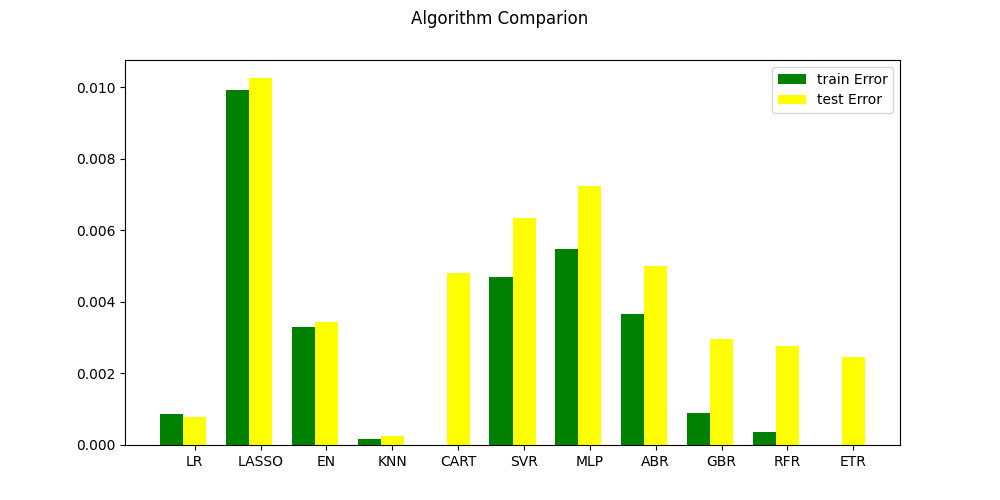 Algorithm Comparion
train Error
test Error
0.010
0.008
0.006
0.004
0.002
0.000
LR LASSO EN KNN CART SVR MLP ABR GBR RFR ETR